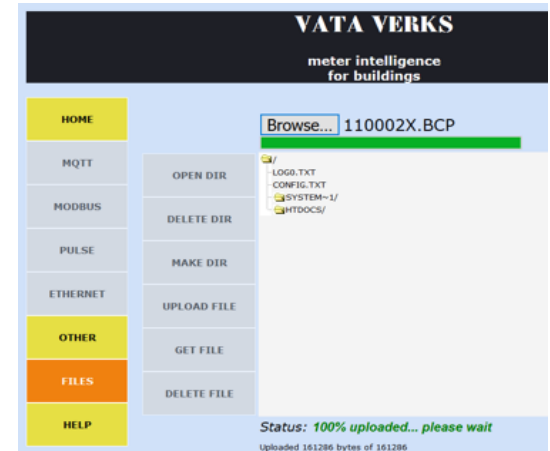 VATA VERKS
meter intelligence
for buildings
HOME
MQTT
MODBUS
PULSE
ETHERNET
OTHER
FILES
HELP
OPEN DIR
DELETE DIR
MAKE DIR
UPLOAD FILE
GET FILE
DELETE FILE
Browse... 110002X.BCP
/
LOG0.TXT
CONFIG.TXT
SYSTEM~1/
HTDOCS/
Status: 100% uploaded... please wait
Uploaded 161286 bytes of 161286